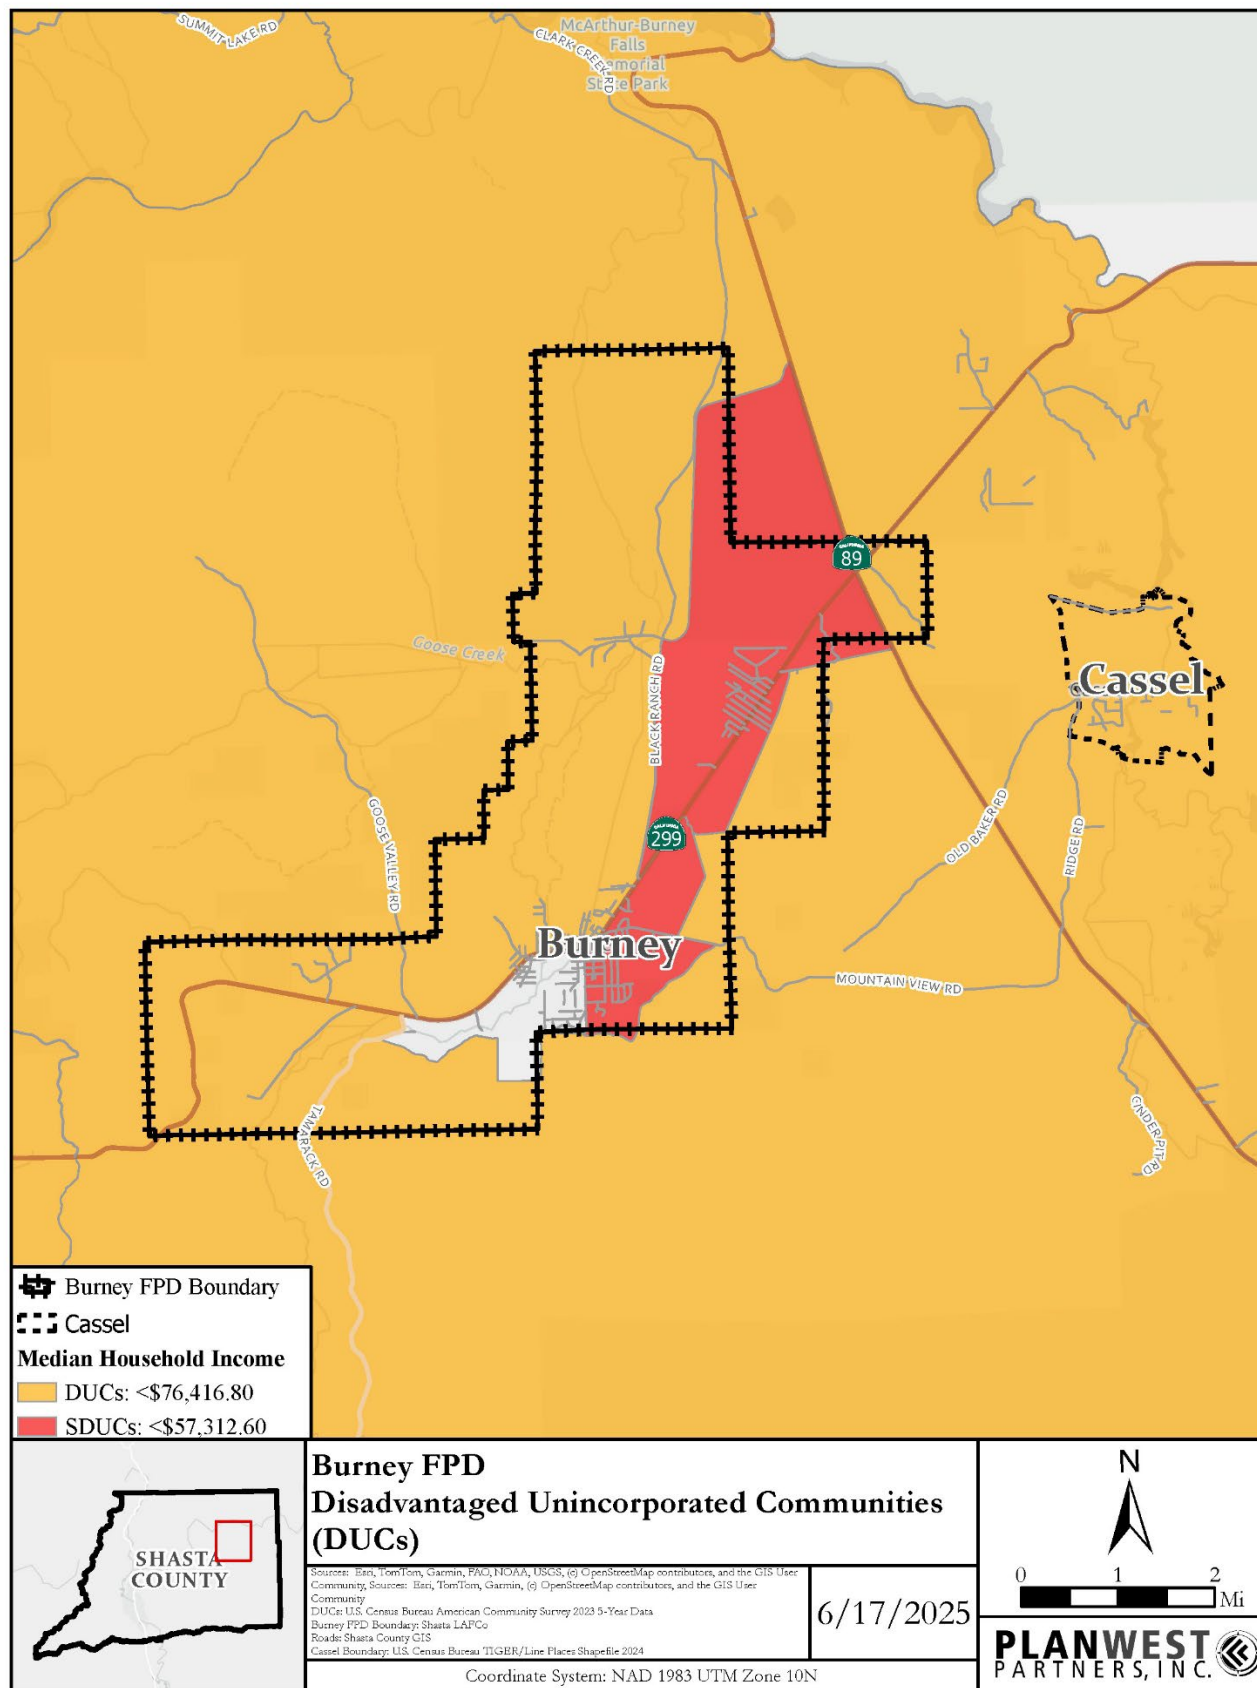 SUMMIT LAKE RD
McArthur-Burney
Falls
Memorial
State Park
CLARK CREEK RD
89
CALIFORNIA
Goose Creek
BLACK RANCH RD
Cassel
GOOSE VALLEY RD
CALIFORNIA
299
OLD BAKER RD
RIDGE RD
Burney
MOUNTAIN VIEW RD
TAMARACK RD
CINDER PIT RD
Burney FPD Boundary
Cassel
Median Household Income
DUCs: <$76,416.80
SDUCs: <$57,312.60
SHASTA
COUNTY
Burney FPD
Disadvantaged Unincorporated Communities
(DUCs)
Sources: Esri, TomTom, Garmin, FAO, NOAA, USGS, (c) OpenStreetMap contributors, and the GIS User
Community, Sources: Esri, TomTom, Garmin, (c) OpenStreetMap contributors, and the GIS User
Community
DUCs: U.S. Census Bureau American Community Survey 2023 5-Year Data
Burney FPD Boundary: Shasta LAFCo
Roads: Shasta County GIS
Cassel Boundary: U.S. Census Bureau TIGER/Line Places Shapefile 2024
6/17/2025
Coordinate System: NAD 1983 UTM Zone 10N
N
0 1 2
Mi
PLANWEST
PARTNERS, INC.